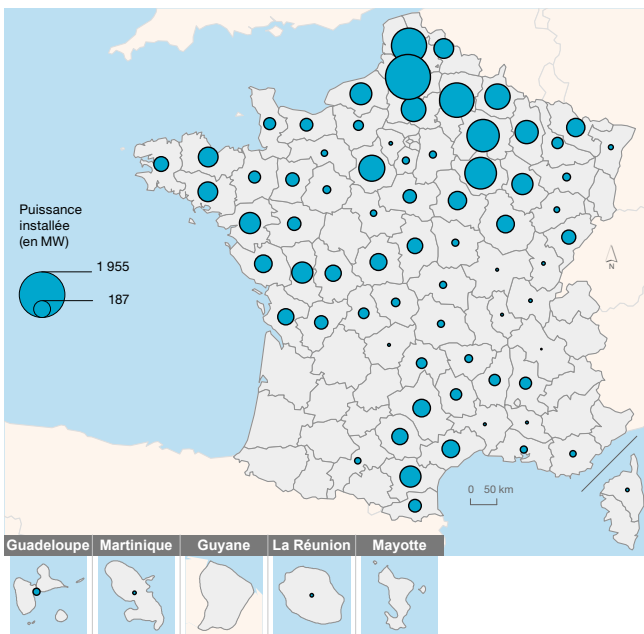 Puissance
installée
(en MW)
1 955
187
N
0 50 km
Guadeloupe Martinique Guyane La Réunion Mayotte